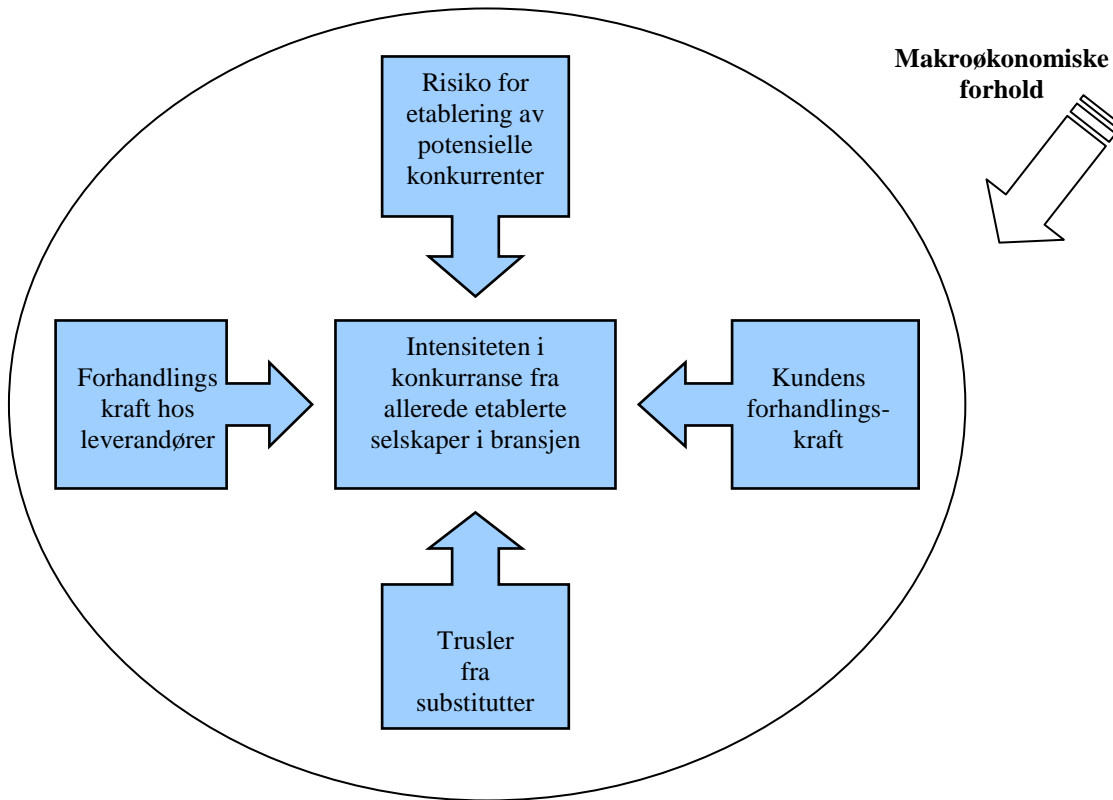 Makroøkonomiske
forhold
Risiko for
etablering av
potensielle
konkurrenter
Forhandlings
kraft hos
leverandører
Intensiteten i
konkurranse fra
allerede etablerte
selskaper i bransjen
Kundens
forhandlings-
kraft
Trusler
fra
substitutter